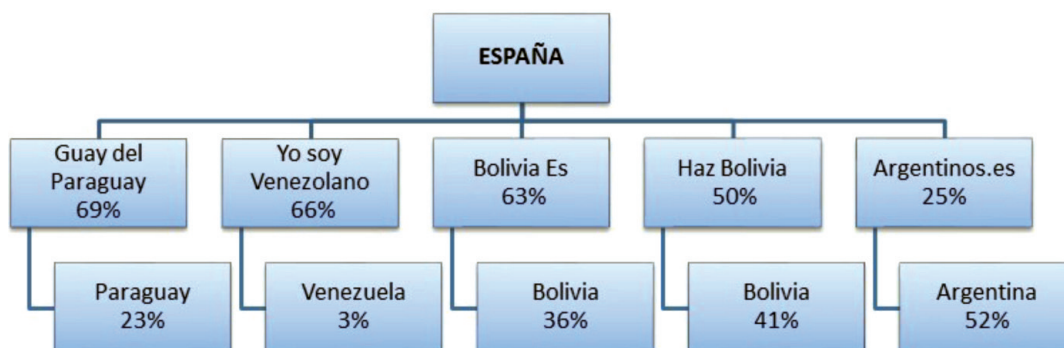 ESPAÑA
Guay del
Paraguay
69%
Yo soy
Venezolano
66%
Bolivia Es
63%
Haz Bolivia
50%
Argentinos.es
25%
Paraguay
23%
Venezuela
3%
Bolivia
36%
Bolivia
41%
Argentina
52%